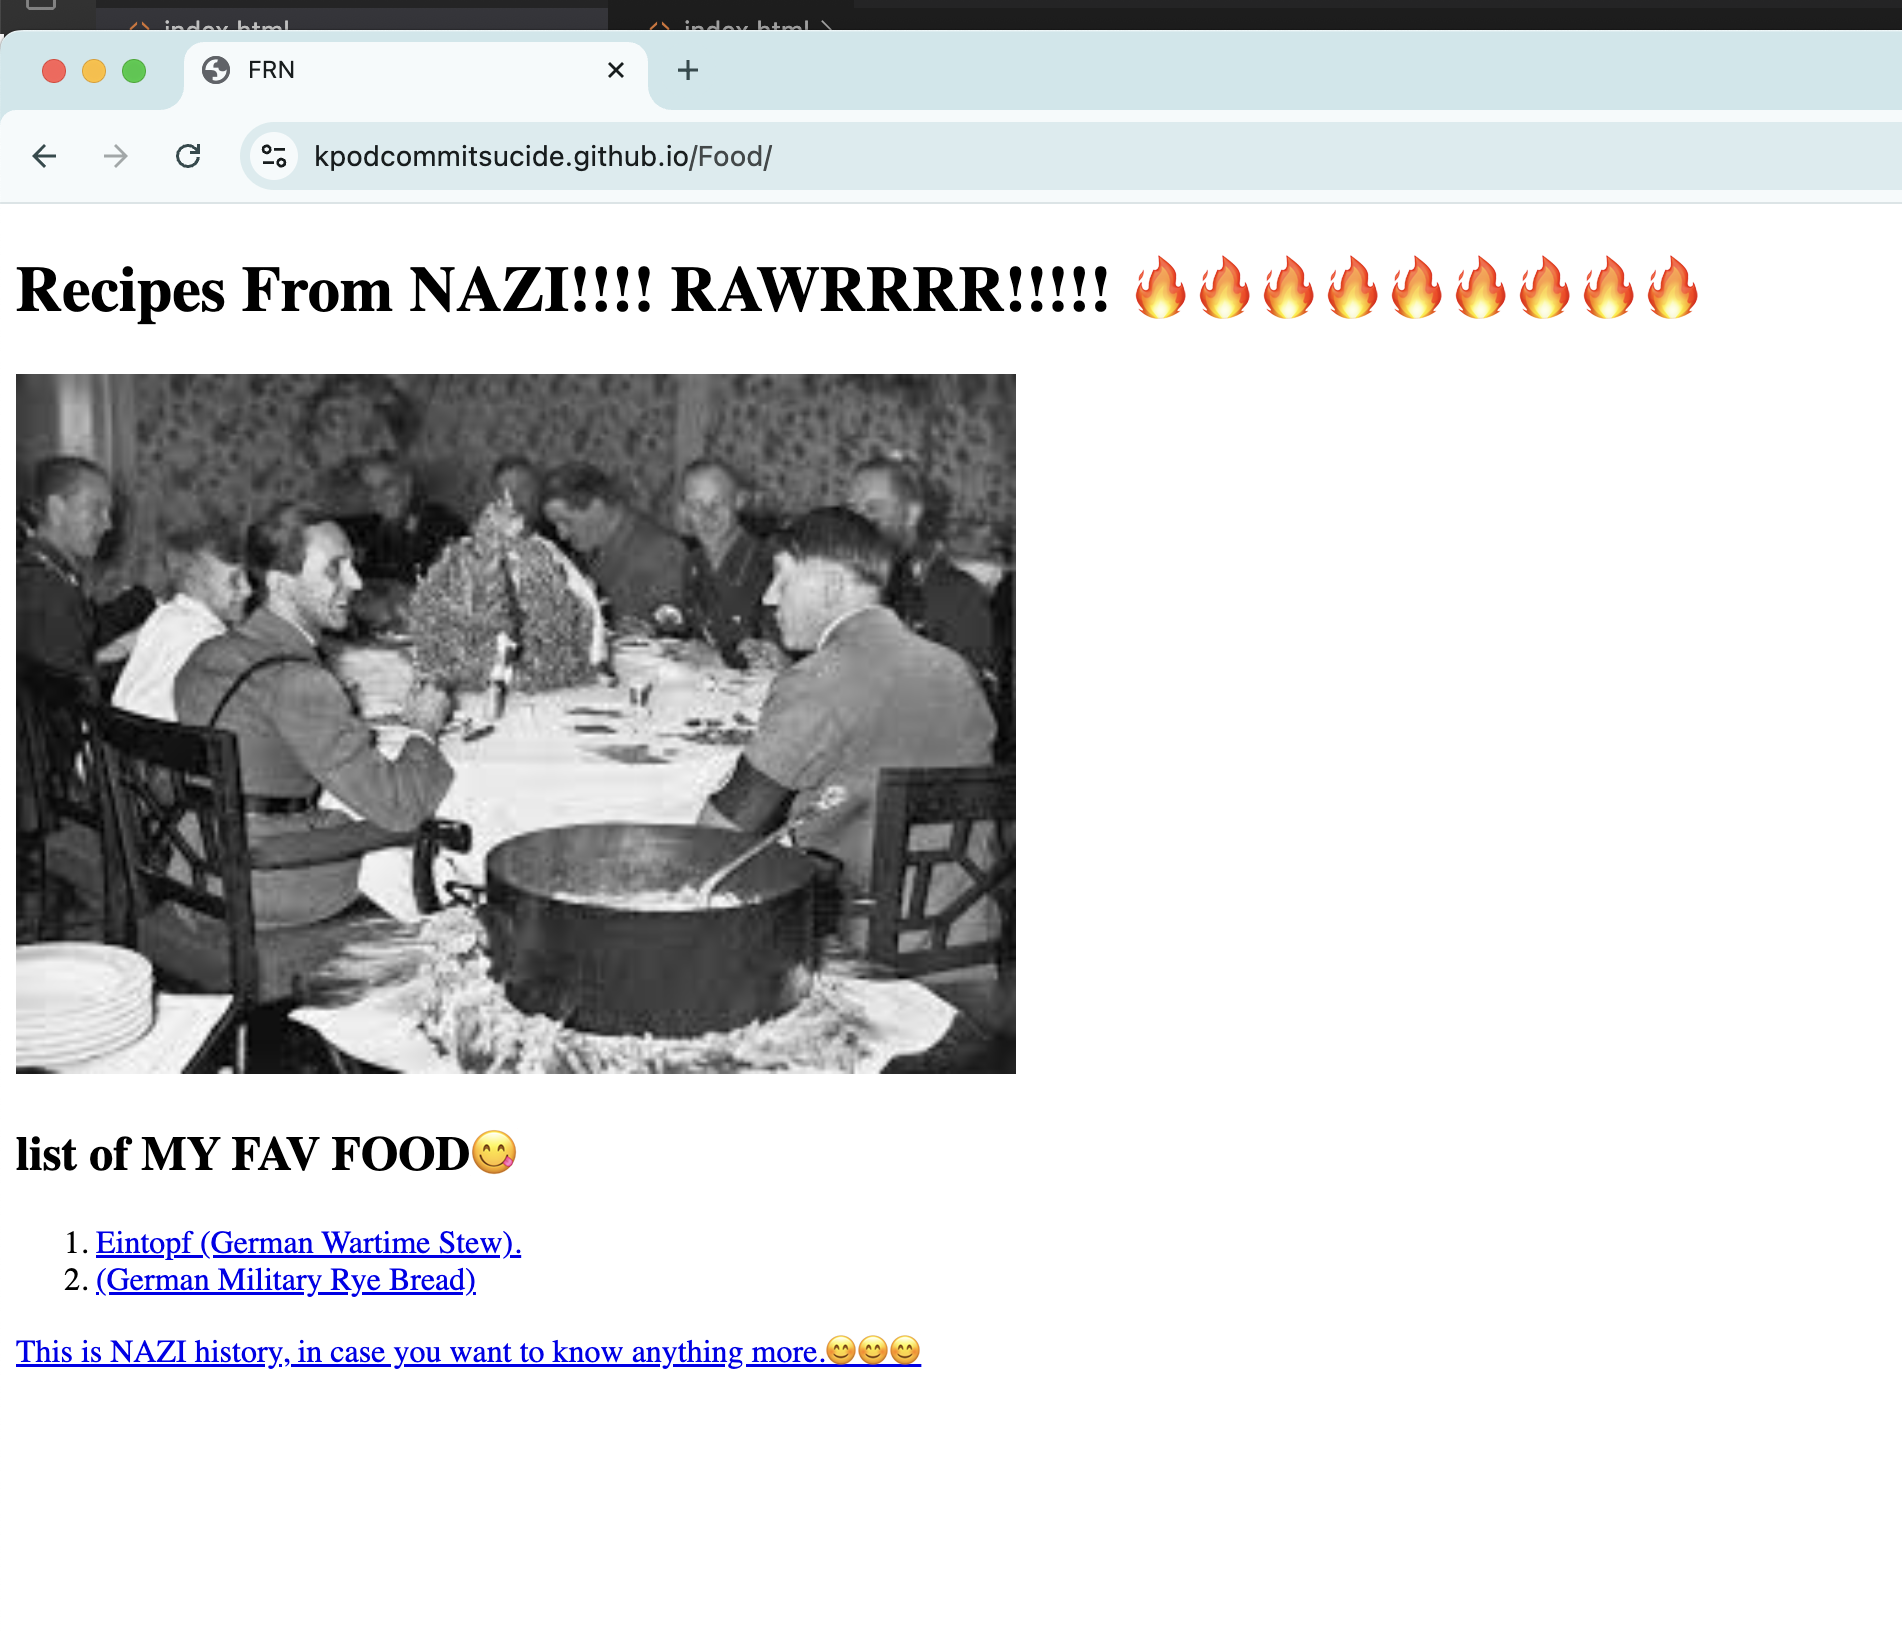 index.html
index.html
FRN
kpodcommitsucide.github.io/Food/
Recipes From NAZI!!!! RAWRRRR!!!!! 🔥🔥🔥🔥🔥🔥🔥🔥🔥
list of MY FAV FOOD😋
1. Eintopf (German Wartime Stew).
2. (German Military Rye Bread)
This is NAZI history, in case you want to know anything more.😊😊😊